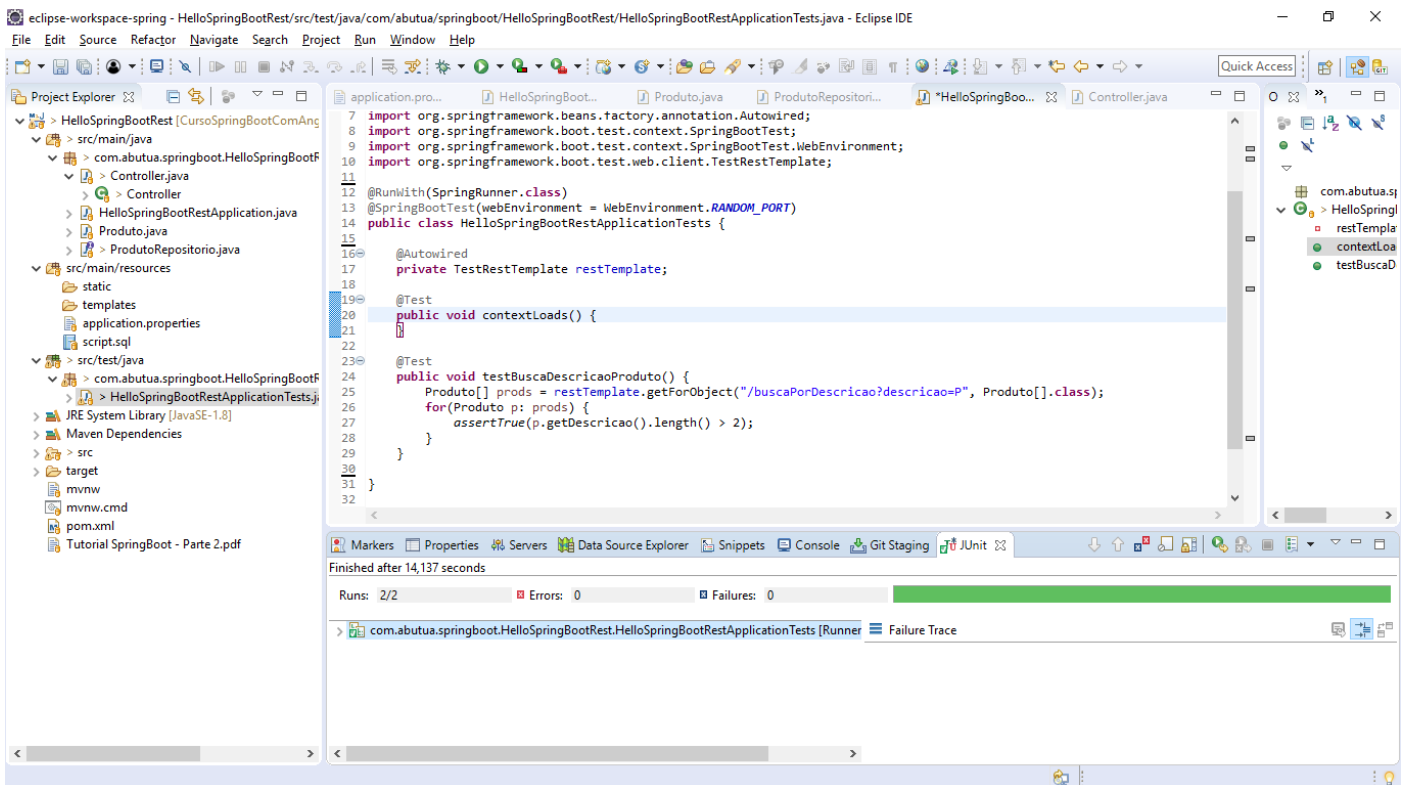 eclipse-workspace-spring - HelloSpringBootRest/src/test/java/com/abutua/springboot/HelloSpringBootRest/HelloSpringBootRestApplicationTests.java - Eclipse IDE
File Edit Source Refactor Navigate Search Project Run Window Help
Quick Access
Project Explorer
> HelloSpringBootRest [CursoSpringBootComAng
> src/main/java
> com.abutua.springboot.HelloSpringBootR
> Controller.java
> Controller
HelloSpringBootRestApplication.java
Produto.java
> ProdutoRepositorio.java
src/main/resources
static
templates
application.properties
script.sql
> src/test/java
> com.abutua.springboot.HelloSpringBootR
> HelloSpringBootRestApplicationTests.ja
JRE System Library [JavaSE-1.8]
Maven Dependencies
> src
target
mvnw
mvnw.cmd
pom.xml
Tutorial SpringBoot - Parte 2.pdf
application.pro... HelloSpringBoot... Produto.java ProdutoRepositori... *HelloSpringBoo... Controller.java
7 import org.springframework.beans.factory.annotation.Autowired;
8 import org.springframework.boot.test.context.SpringBootTest;
9 import org.springframework.boot.test.context.SpringBootTest.WebEnvironment;
10 import org.springframework.boot.test.web.client.TestRestTemplate;
11
12 @RunWith(SpringRunner.class)
13 @SpringBootTest(webEnvironment = WebEnvironment.RANDOM_PORT)
14 public class HelloSpringBootRestApplicationTests {
15
16 @Autowired
17 private TestRestTemplate restTemplate;
18
19 @Test
20 public void contextLoads() {
21 }
22
23 @Test
24 public void testBuscaDescricaoProduto() {
25 Produto[] prods = restTemplate.getForObject("/buscaPorDescricao?descricao=P", Produto[].class);
26 for(Produto p: prods) {
27 assertTrue(p.getDescricao().length() > 2);
28 }
29 }
30
31 }
32
O »1
com.abutua.sp
> HelloSpringl
restTempla
contextLoa
testBuscaD
Markers Properties Servers Data Source Explorer Snippets Console Git Staging JUnit
Finished after 14,137 seconds
Runs: 2/2 Errors: 0 Failures: 0
com.abutua.springboot.HelloSpringBootRest.HelloSpringBootRestApplicationTests [Runner
Failure Trace